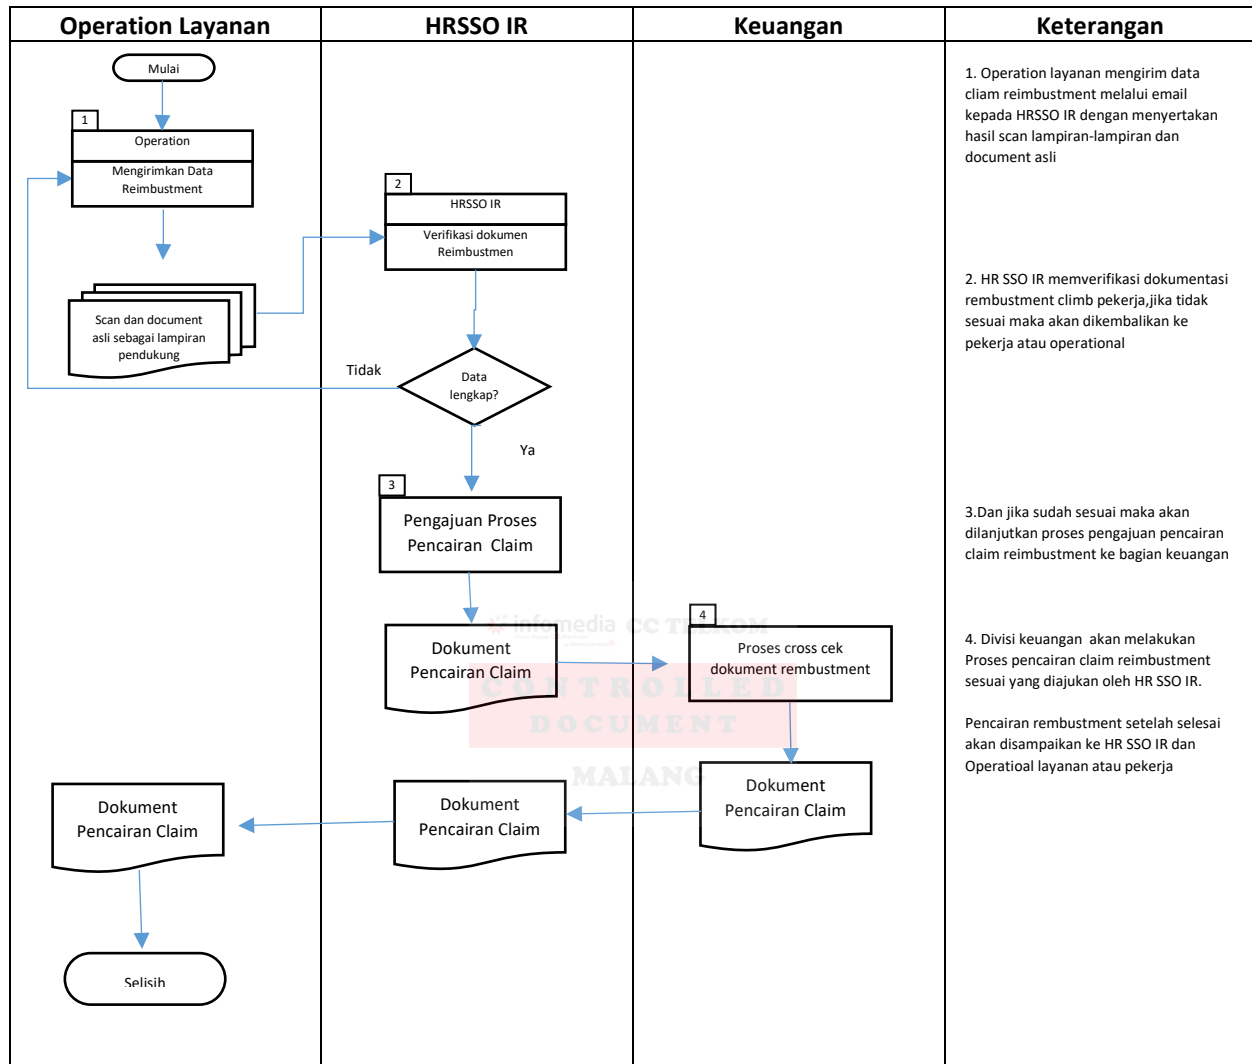 Operation Layanan
HRSSO IR
Keuangan
Keterangan
Mulai
1
Operation
Mengirimkan Data
Reimbustment
Scan dan document
asli sebagai lampiran
pendukung
2
HRSSO IR
Verifikasi dokumen
Reimbustmen
Data
lengkap?
Tidak
Ya
3
Pengajuan Proses
Pencairan Claim
Dokument
Pencairan Claim
4
Proses cross cek
dokument rembustment
Dokument
Pencairan Claim
Dokument
Pencairan Claim
Dokument
Pencairan Claim
Selisih
1. Operation layanan mengirim data
cliam reimbustment melalui email
kepada HRSSO IR dengan menyertakan
hasil scan lampiran-lampiran dan
document asli
2. HR SSO IR memverifikasi dokumentasi
rembustment climb pekerja,jika tidak
sesuai maka akan dikembalikan ke
pekerja atau operational
3.Dan jika sudah sesuai maka akan
dilanjutkan proses pengajuan pencairan
claim reimbustment ke bagian keuangan
4. Divisi keuangan akan melakukan
Proses pencairan claim reimbustment
sesuai yang diajukan oleh HR SSO IR.
Pencairan rembustment setelah selesai
akan disampaikan ke HR SSO IR dan
Operatioal layanan atau pekerja
infomedia CC TELKOM
CONTROLLED
DOCUMENT
MALANG